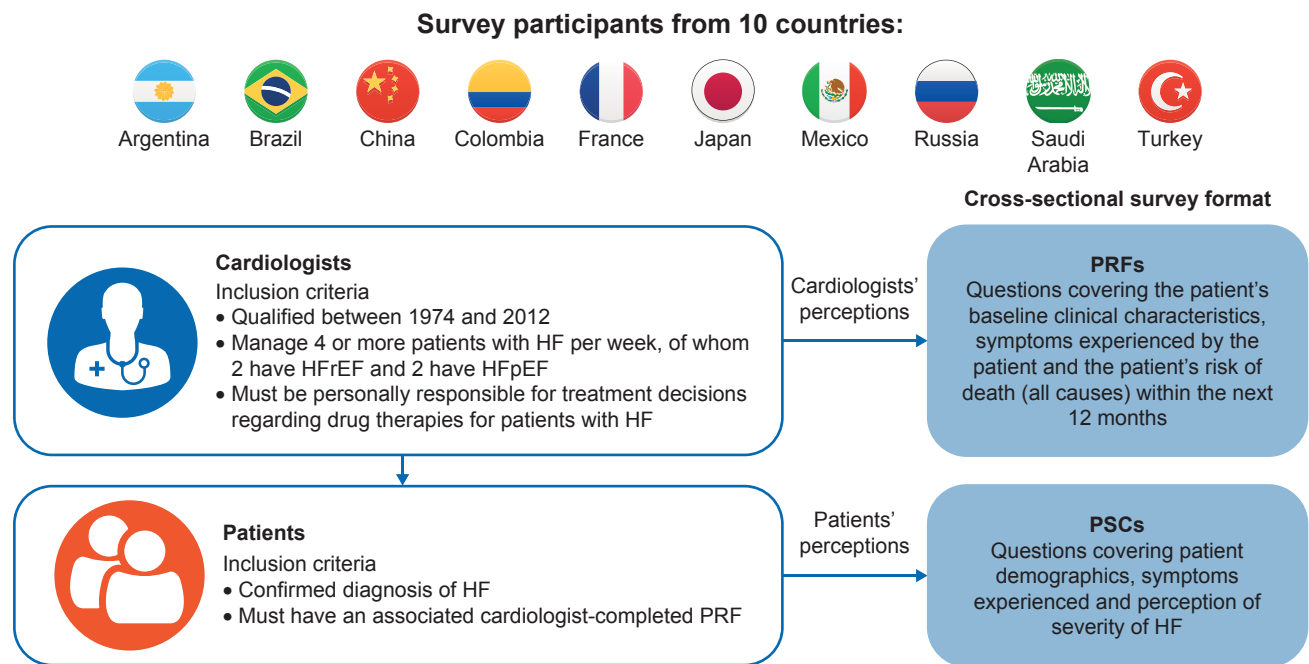 Survey participants from 10 countries:
Argentina
Brazil
China
Colombia
France
Japan
Mexico
Russia
Saudi
Arabia
Turkey
Cross-sectional survey format
Cardiologists
Inclusion criteria
• Qualified between 1974 and 2012
• Manage 4 or more patients with HF per week, of whom
2 have HFrEF and 2 have HFpEF
• Must be personally responsible for treatment decisions
regarding drug therapies for patients with HF
Cardiologists’
perceptions
PRFs
Questions covering the patient’s
baseline clinical characteristics,
symptoms experienced by the
patient and the patient’s risk of
death (all causes) within the next
12 months
Patients
Inclusion criteria
• Confirmed diagnosis of HF
• Must have an associated cardiologist-completed PRF
Patients’
perceptions
PSCs
Questions covering patient
demographics, symptoms
experienced and perception of
severity of HF